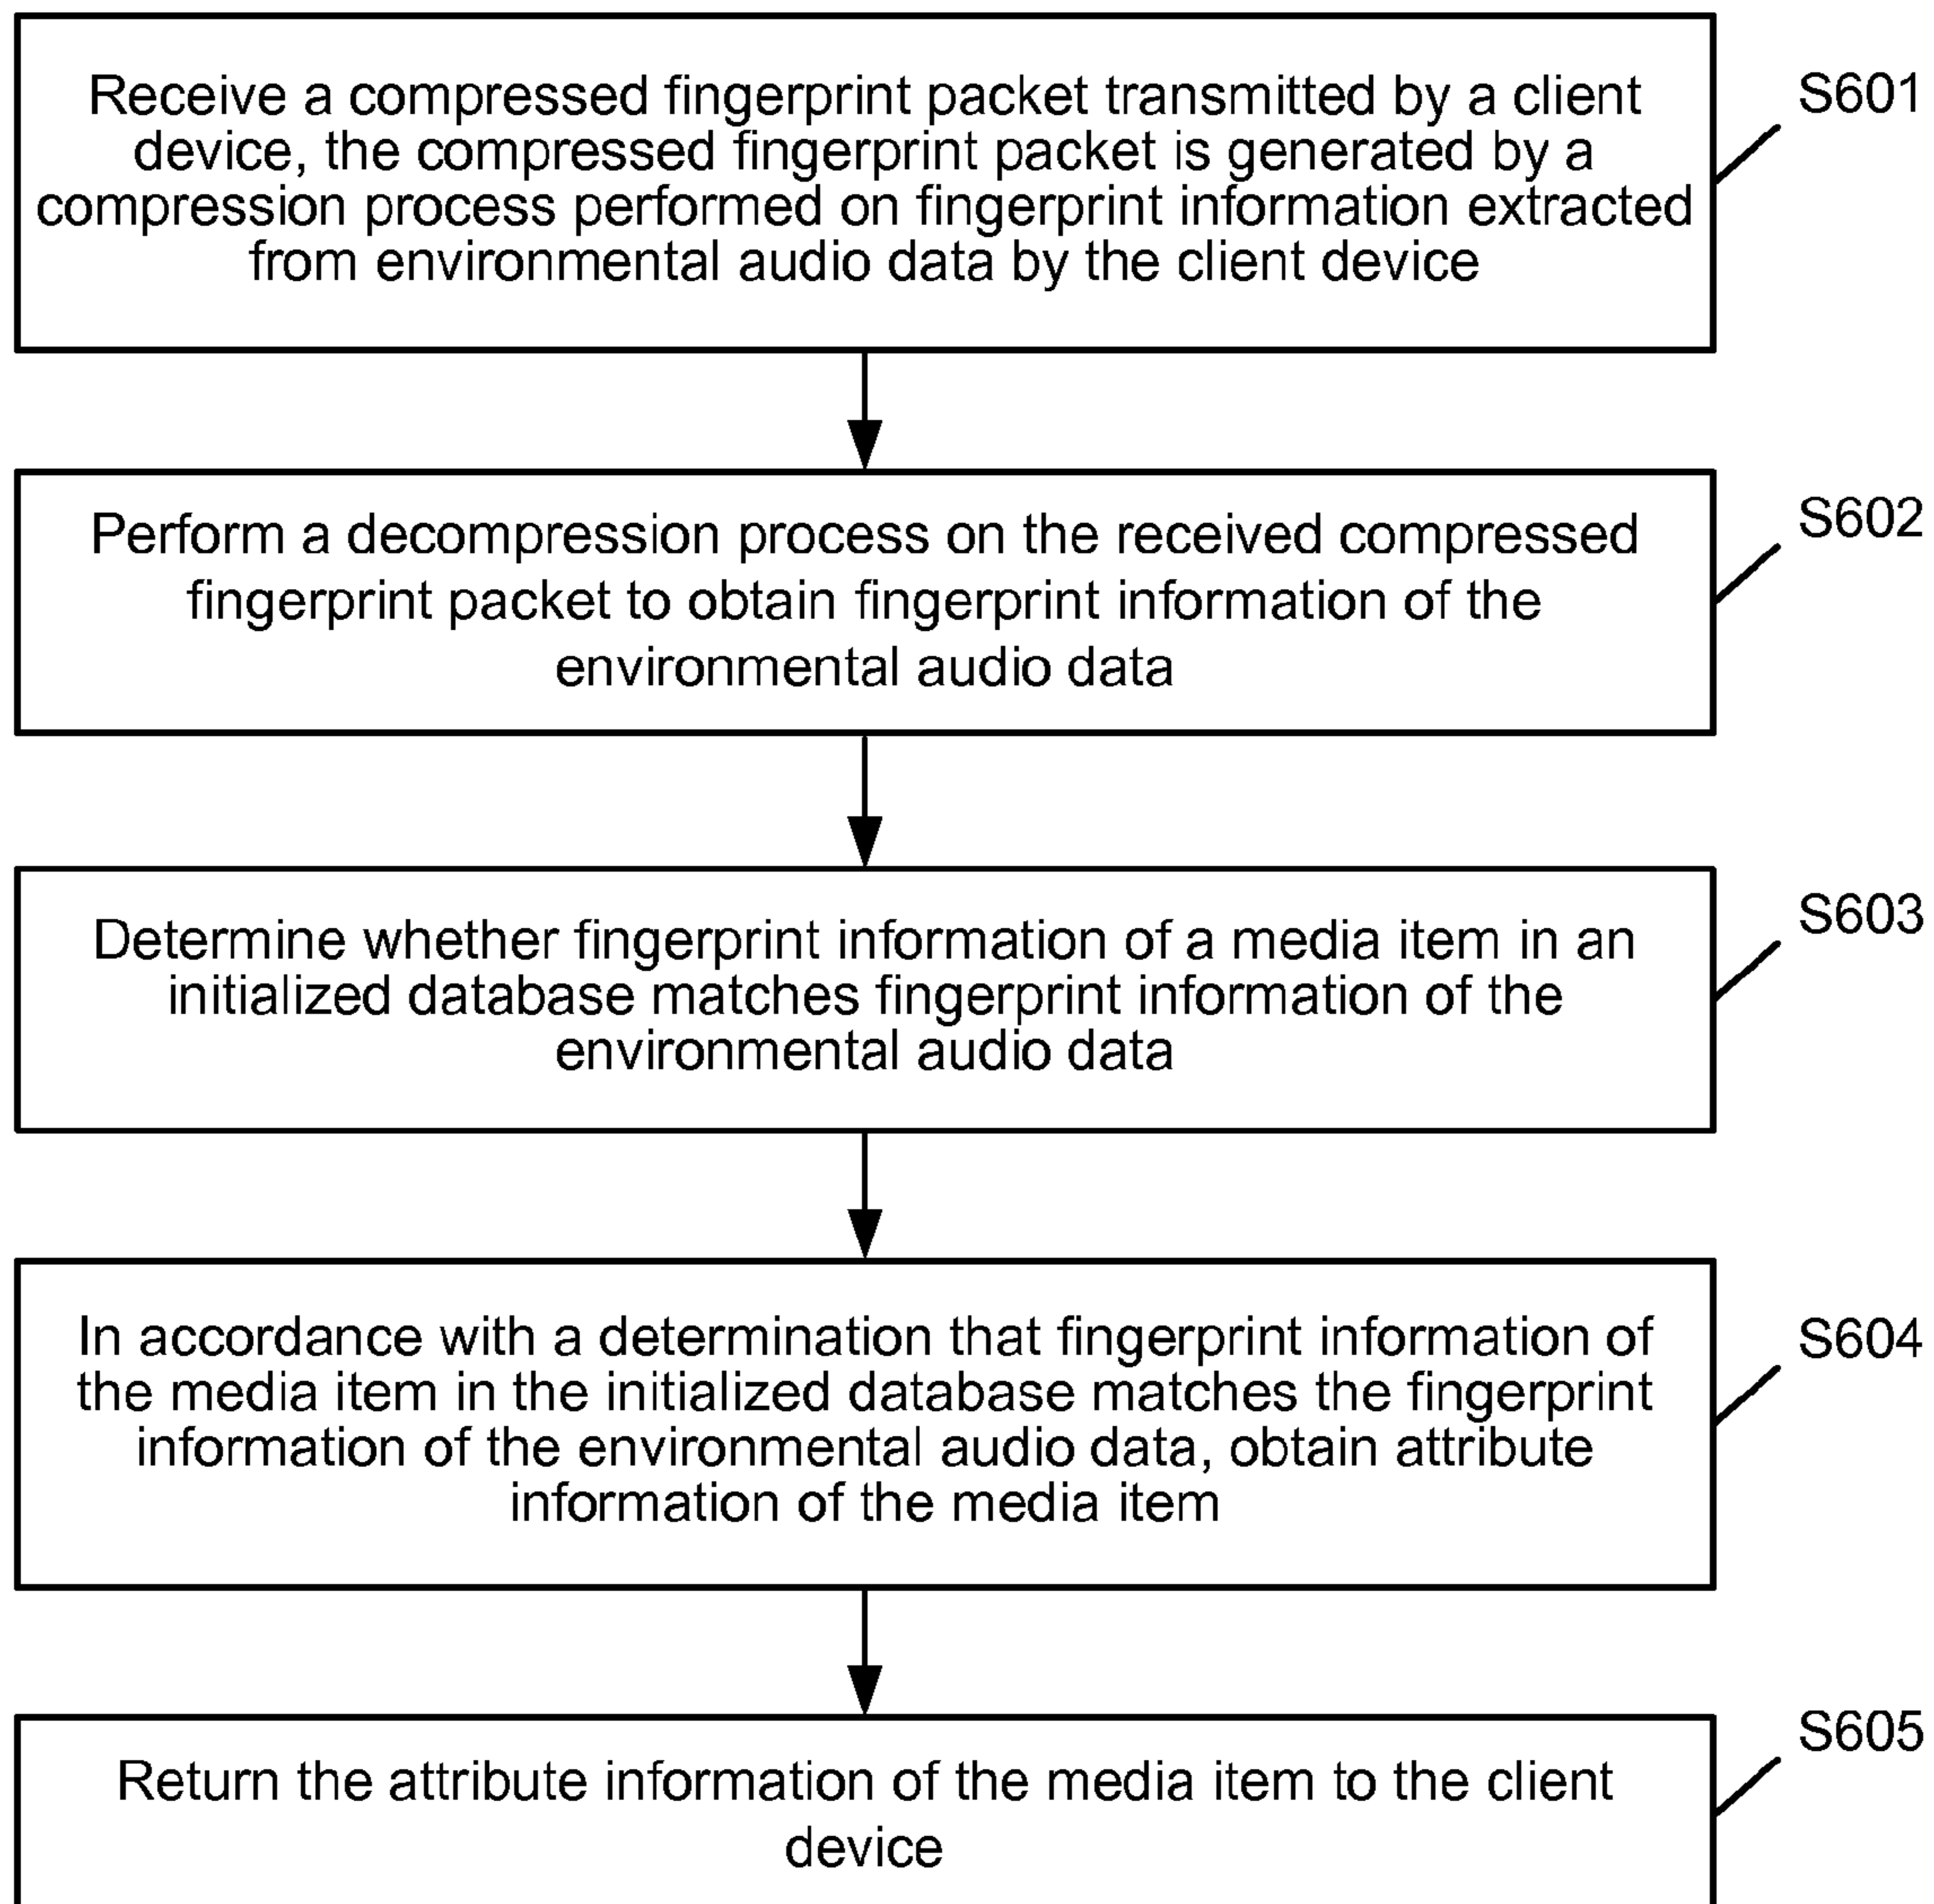 Receive a compressed fingerprint packet transmitted by a client
device, the compressed fingerprint packet is generated by a
compression process performed on fingerprint information extracted
from environmental audio data by the client device
S601
Perform a decompression process on the received compressed
fingerprint packet to obtain fingerprint information of the
environmental audio data
S602
Determine whether fingerprint information of a media item in an
initialized database matches fingerprint information of the
environmental audio data
S603
In accordance with a determination that fingerprint information of
the media item in the initialized database matches the fingerprint
information of the environmental audio data, obtain attribute
information of the media item
S604
Return the attribute information of the media item to the client
device
S605